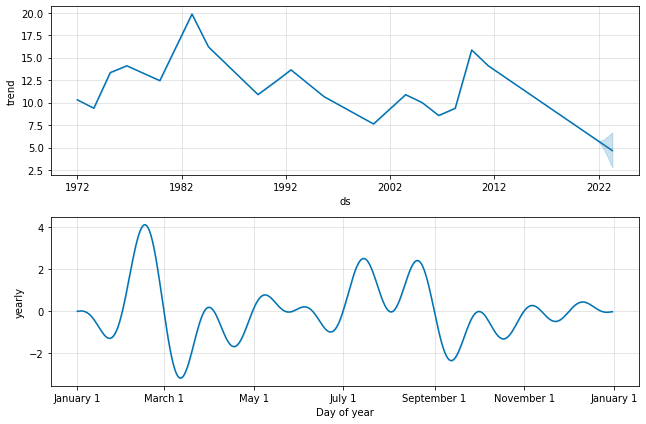 20.0
17.5
15.0
12.5
10.0
7.5
5.0
2.5
trend
1972 1982 1992 2002 2012 2022
ds
4
2
0
−2
yearly
January 1 March 1 May 1 July 1 September 1 November 1 January 1
Day of year